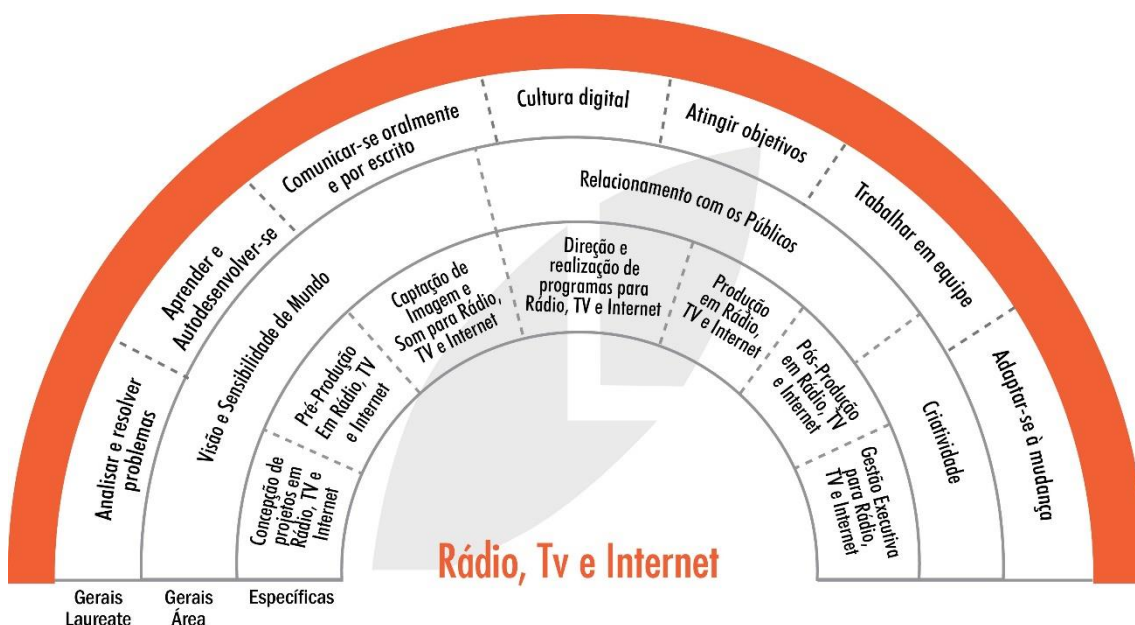 Analisar e resolver
problemas
Aprender e
Autodesenvolver-se
Comunicar-se oralmente
e por escrito
Cultura digital
Atingir objetivos
Trabalhar em equipe
Adaptar-se à mudança
Visão e Sensibilidade de Mundo
Relacionamento com os Públicos
Criatividade
Concepção de
projetos em
Rádio, TV e
Internet
Pré-Produção
Em Rádio, TV
e Internet
Captação de
Imagem e
Som para Rádio,
TV e Internet
Direção e
realização de
programas para
Rádio, TV e Internet
Produção
em Rádio,
TV e Internet
Pós-Produção
em Rádio, TV
e Internet
Gestão Executiva
para Rádio,
TV e Internet
Rádio, Tv e Internet
Gerais
Laureate
Gerais
Área
Específicas